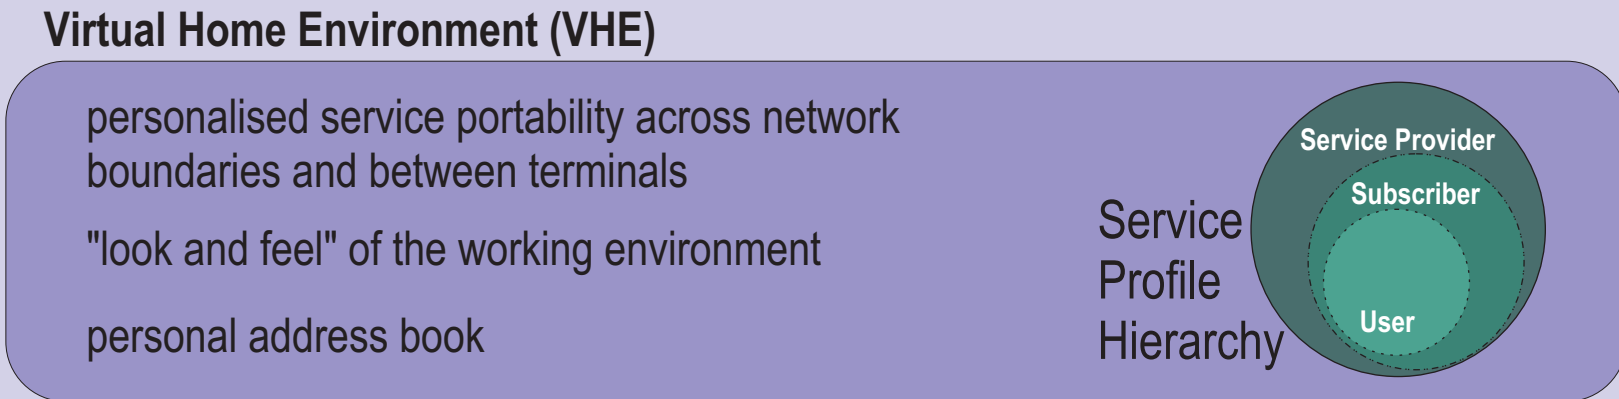 Virtual Home Environment (VHE)
personalised service portability across network
boundaries and between terminals
"look and feel" of the working environment
personal address book
Service
Profile
Hierarchy
Service Provider
Subscriber
User